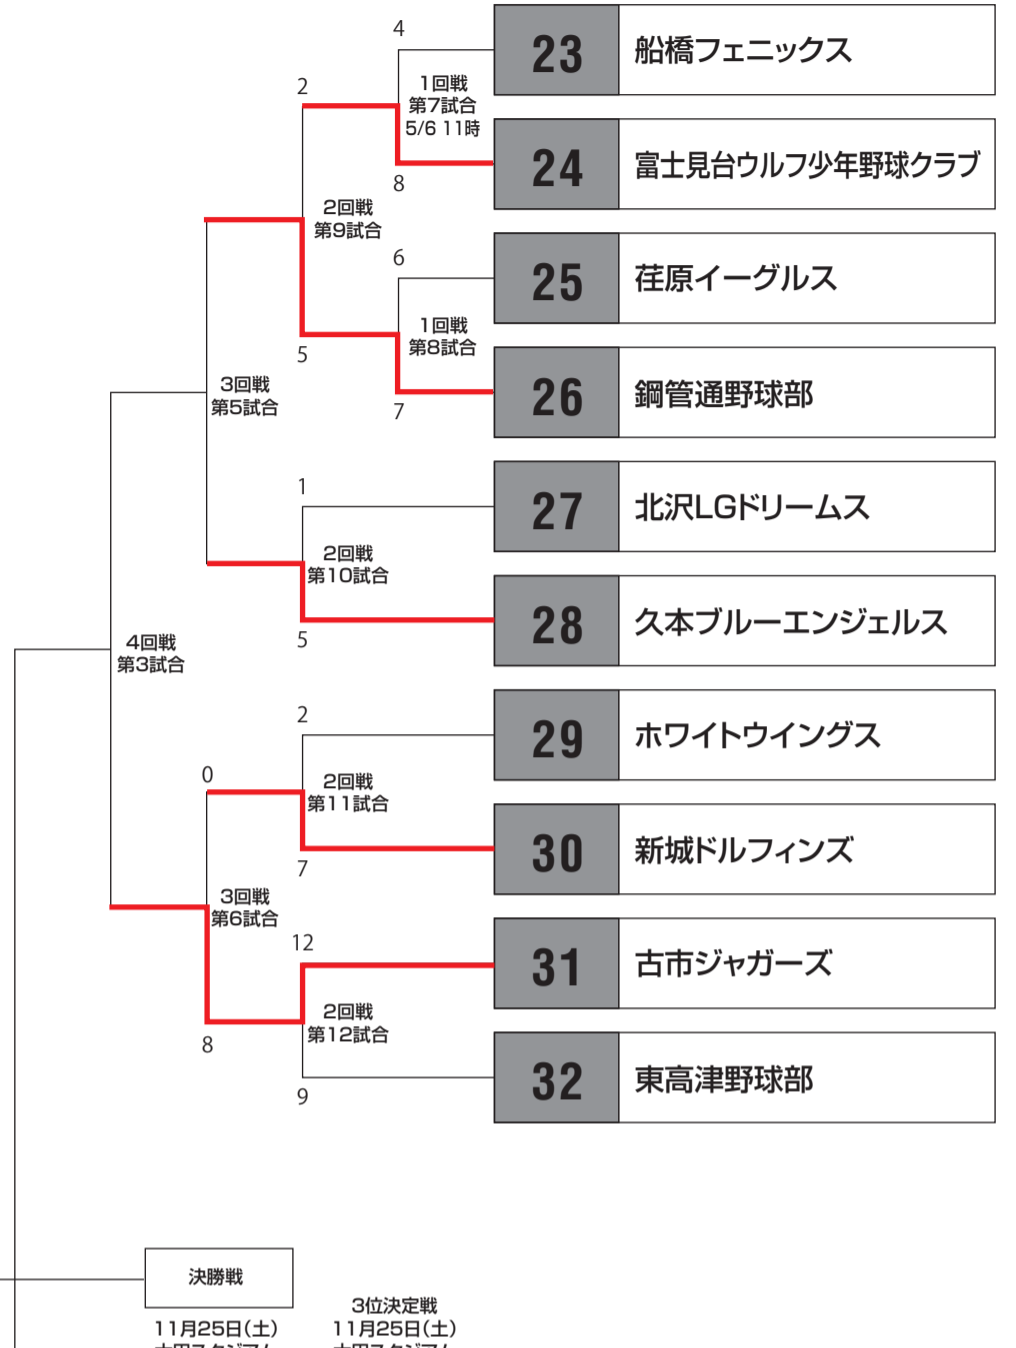 4
23 船橋フェニックス
2
1回戦
第7試合
5/6 11時
24 富士見台ウルフ少年野球クラブ
8
2回戦
第9試合
6
25 荏原イーグルス
1回戦
第8試合
5
26 鋼管通野球部
7
3回戦
第5試合
1
27 北沢LGドリームス
2回戦
第10試合
28 久本ブルーエンジェルス
5
4回戦
第3試合
2
29 ホワイトウイングス
0
2回戦
第11試合
30 新城ドルフィンズ
7
3回戦
第6試合
12
31 古市ジャガーズ
2回戦
第12試合
8
32 東高津野球部
9
決勝戦
3位決定戦
11月25日(土)
11月25日(土)